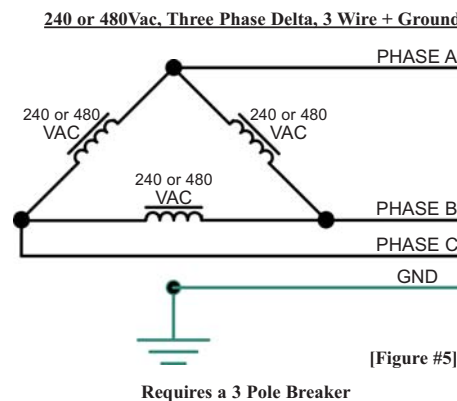 240 or 480Vac, Three Phase Delta, 3 Wire + Ground
PHASE A
240 or 480
VAC
240 or 480
VAC
240 or 480
VAC
PHASE B
PHASE C
GND
[Figure #5]
Requires a 3 Pole Breaker